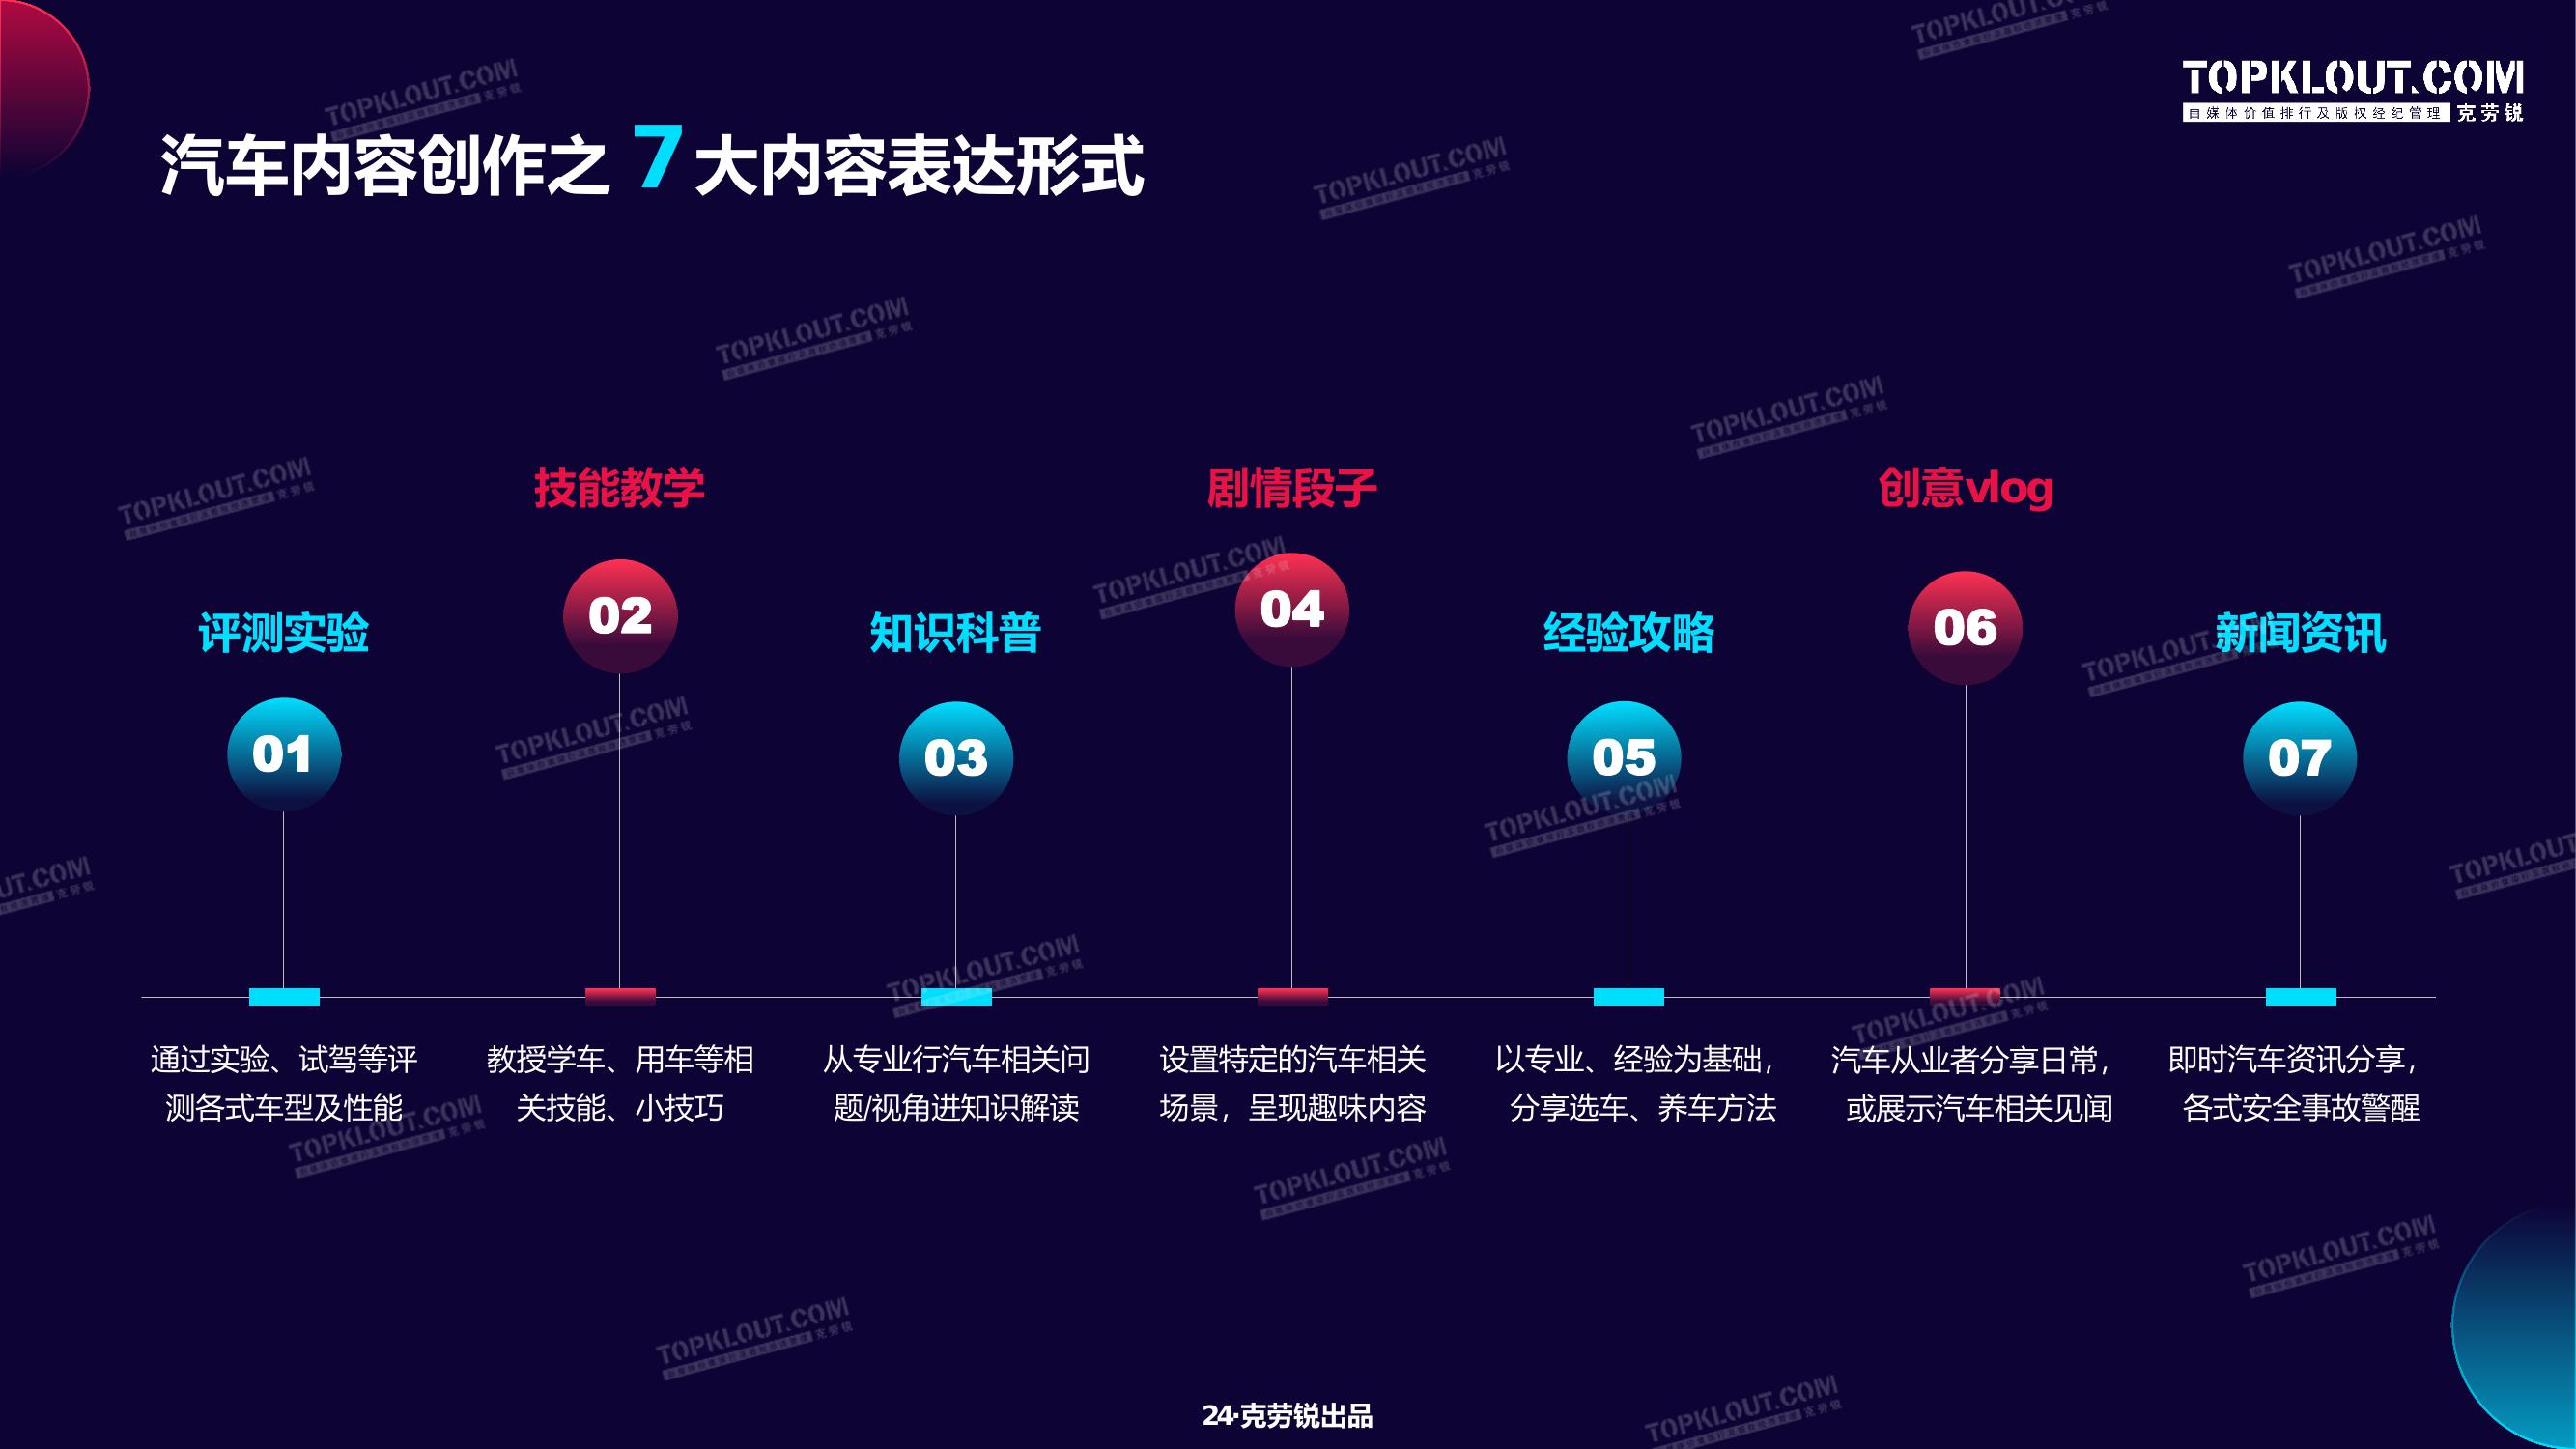 TOPKLOUT.COM
自媒体价值排行及版权经纪管理 克劳锐
汽车内容创作之 7 大内容表达形式
评测实验
01
通过实验、试驾等评
测各式车型及性能
技能教学
02
教授学车、用车等相
关技能、小技巧
知识科普
03
从专业行汽车相关问
题/视角进知识解读
剧情段子
04
设置特定的汽车相关
场景，呈现趣味内容
经验攻略
05
以专业、经验为基础，
分享选车、养车方法
创意vlog
06
汽车从业者分享日常，
或展示汽车相关见闻
新闻资讯
07
即时汽车资讯分享，
各式安全事故警醒
24·克劳锐出品